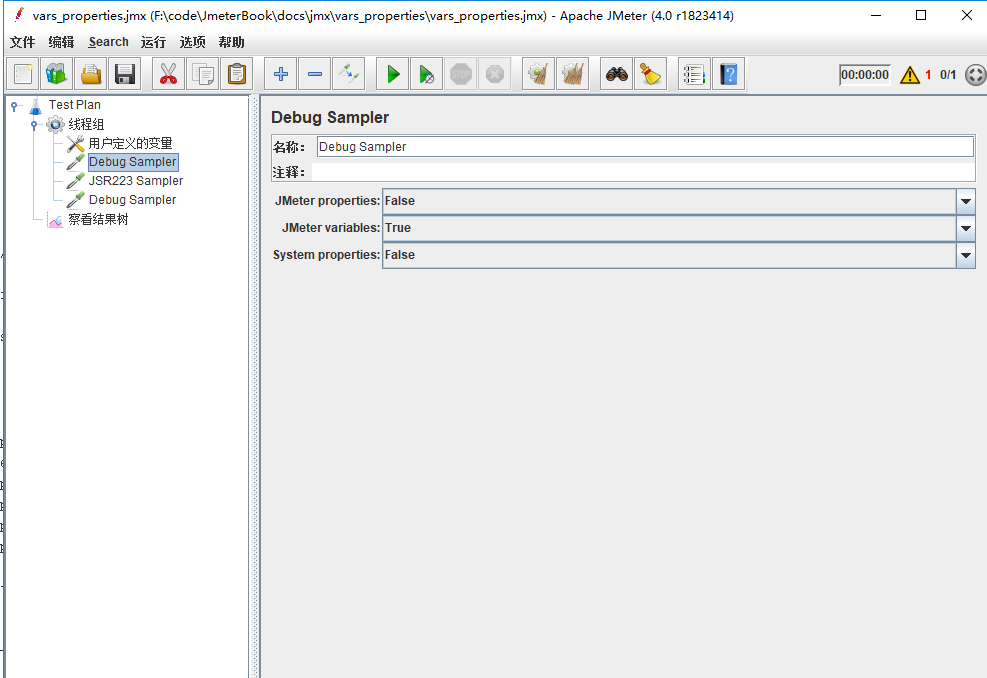 vars_properties.jmx (F:\code\JmeterBook\docs\jmx\vars_properties\vars_properties.jmx) - Apache JMeter (4.0 r1823414)
文件 编辑 Search 运行 选项 帮助
STOP
00:00:00 1 0/1
Test Plan
线程组
用户定义的变量
Debug Sampler
JSR223 Sampler
Debug Sampler
察看结果树
Debug Sampler
名称： Debug Sampler
注释：
JMeter properties: False
JMeter variables: True
System properties: False